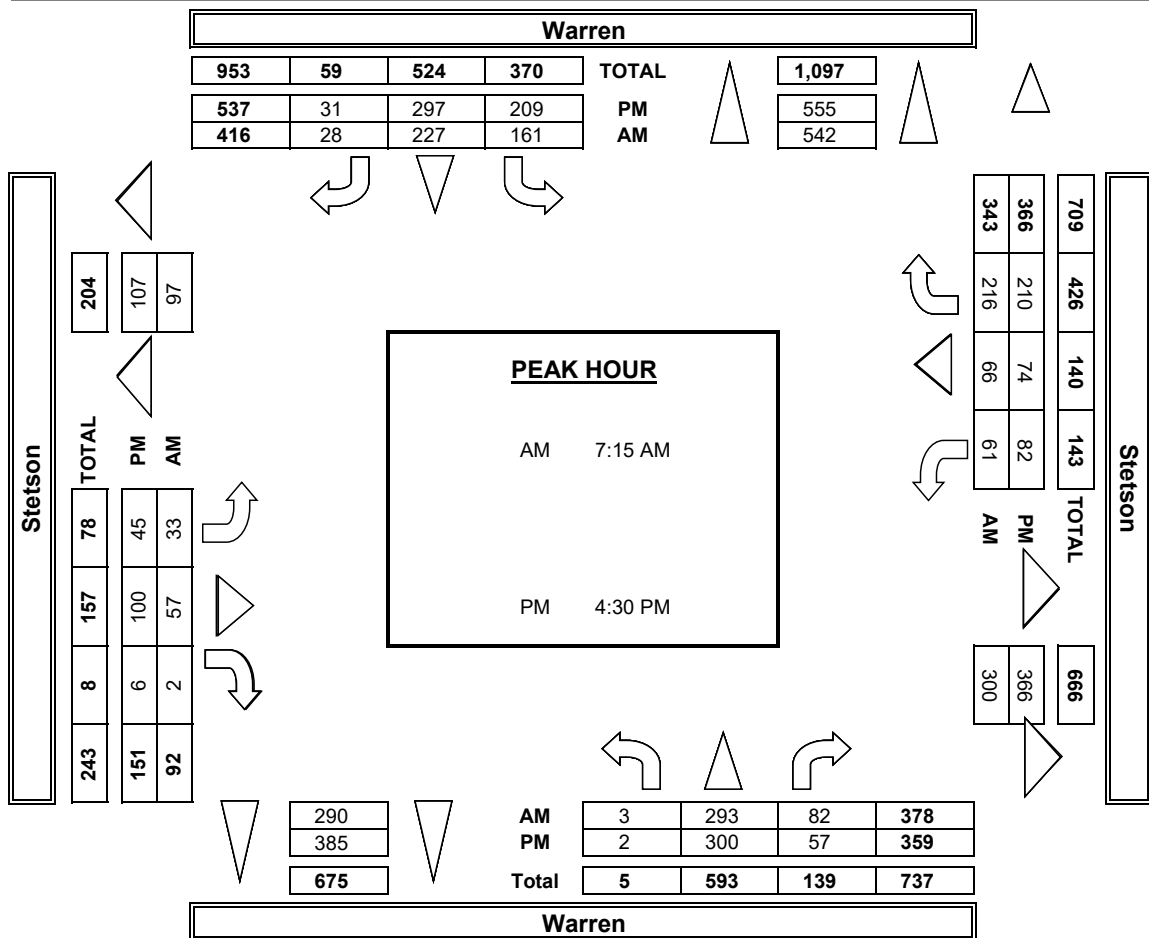 Warren
953 59 524 370 TOTAL 1,097
537 31 297 209 PM 555
416 28 227 161 AM 542
Stetson
204
107
97
TOTAL
PM
AM
78 157 8 243
45 100 6 151
33 57 2 92
PEAK HOUR
AM 7:15 AM
PM 4:30 PM
709 426 140 143 TOTAL
366 210 74 82 PM
343 216 66 61 AM
666
366
300
Stetson
290 AM 3 293 82 378
385 PM 2 300 57 359
675 Total 5 593 139 737
Warren